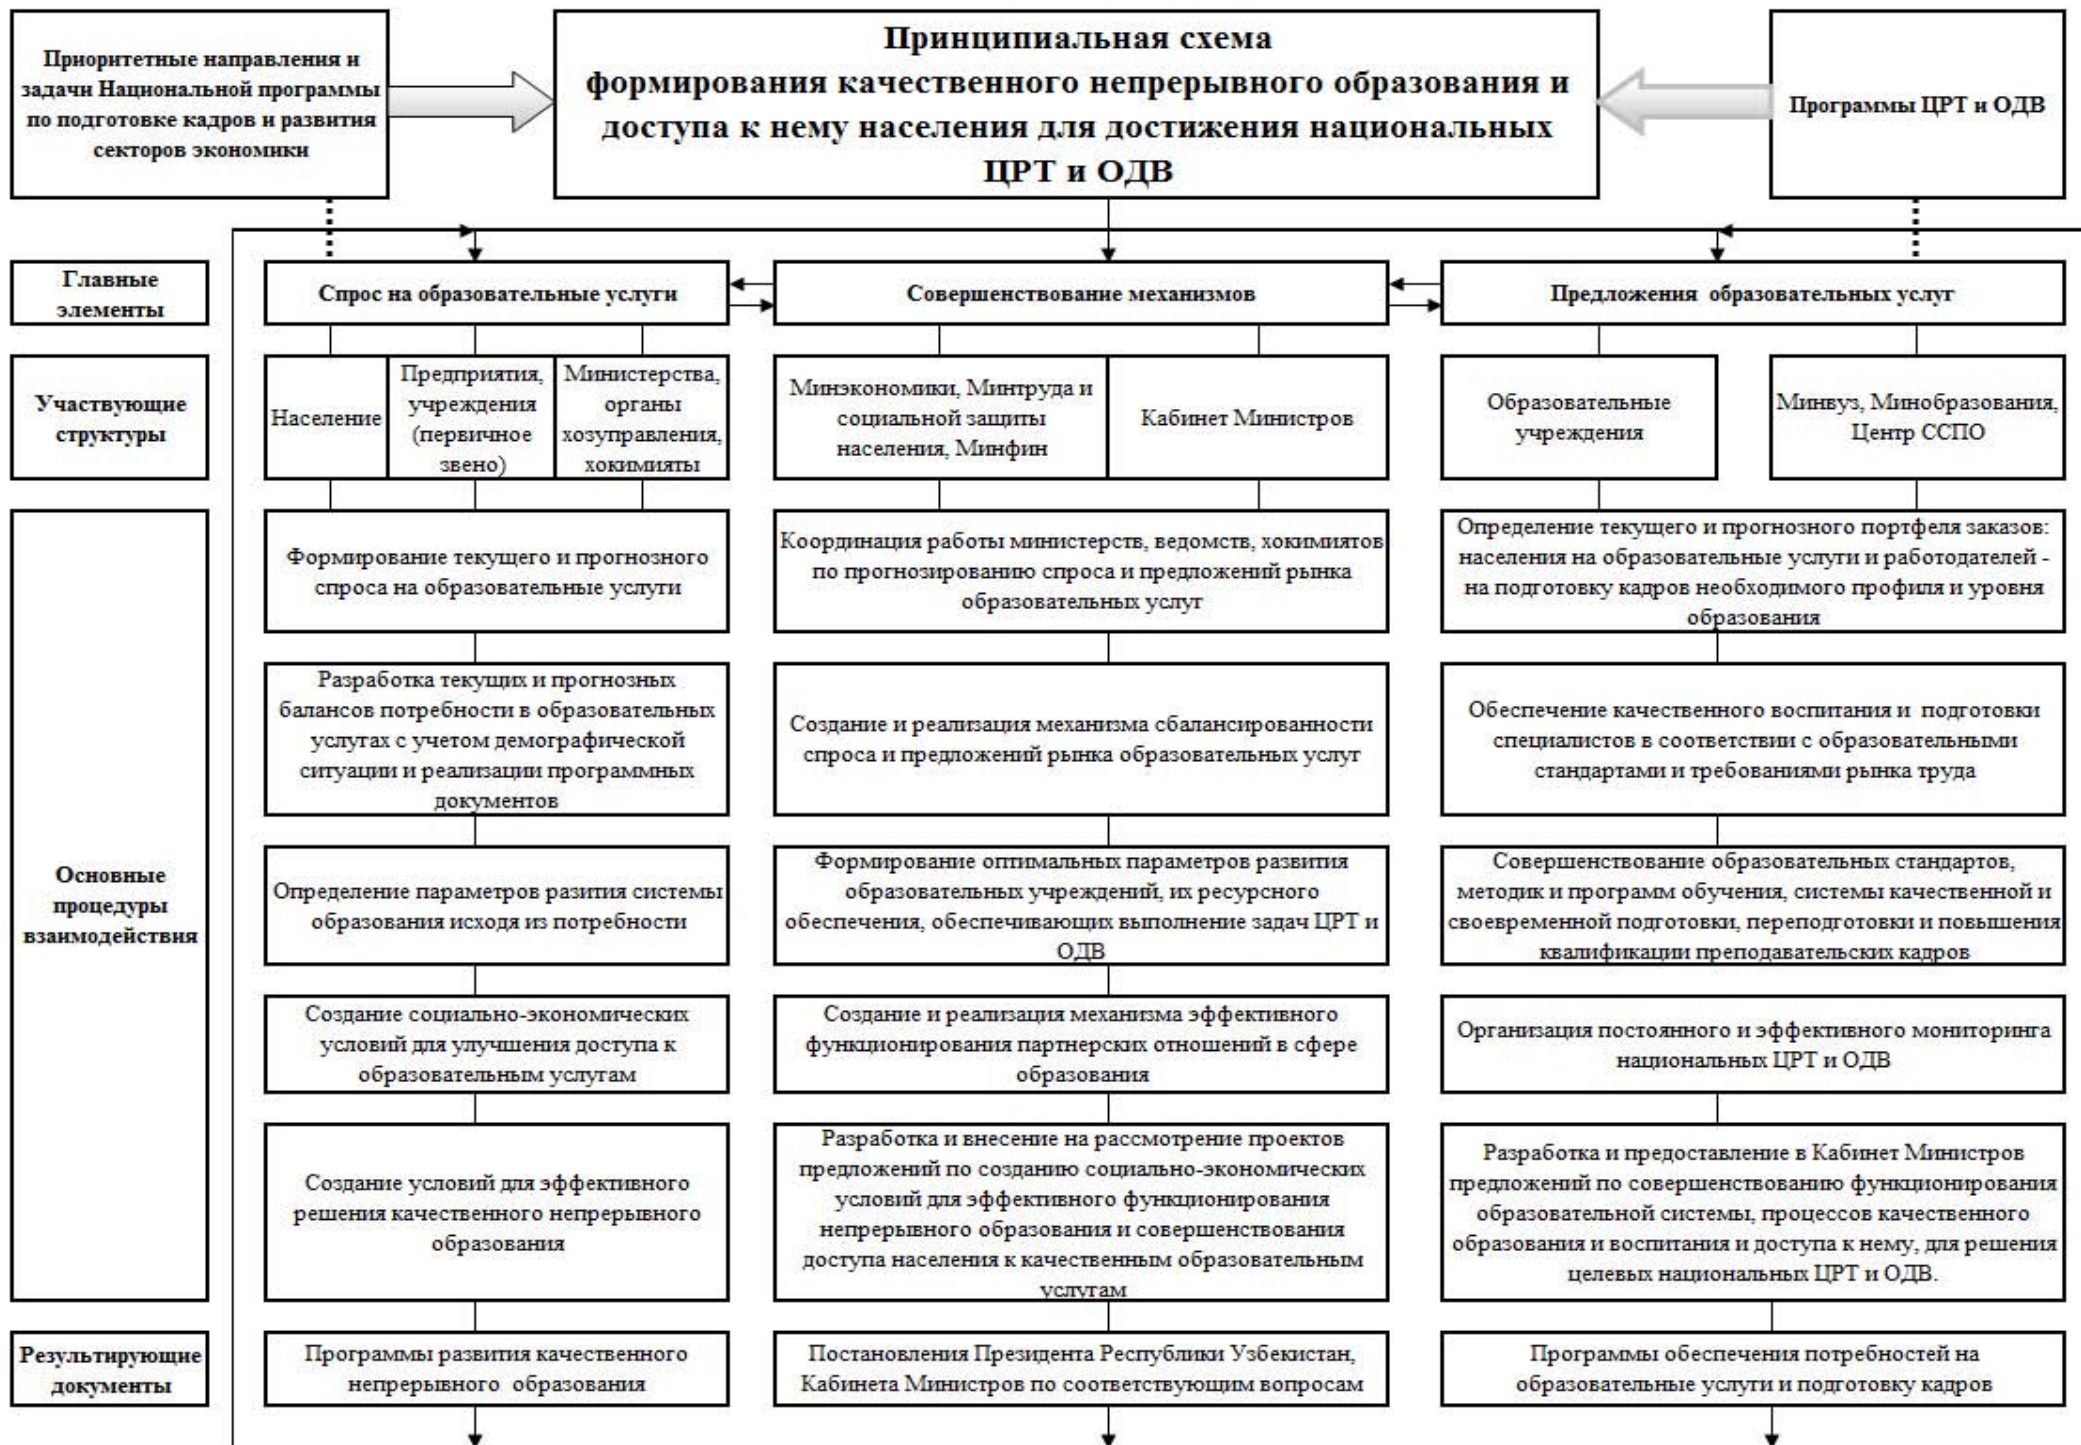 Приоритетные направления и
задачи Национальной программы
по подготовке кадров и развития
секторов экономики
Принципиальная схема
формирования качественного непрерывного образования и
доступа к нему населения для достижения национальных
ЦРТ и ОДВ
Программы ЦРТ и ОДВ
Главные
элементы
Спрос на образовательные услуги
Совершенствование механизмов
Предложения образовательных услуг
Участвующие
структуры
Население
Предприятия,
учреждения
(первичное
звено)
Министерства,
органы
хозуправления,
хокимияты
Минэкономики, Минтруда и
социальной защиты
населения, Минфин
Кабинет Министров
Образовательные
учреждения
Минвуз, Минобразования,
Центр ССПО
Основные
процедуры
взаимодействия
Формирование текущего и прогнозного
спроса на образовательные услуги
Координация работы министерств, ведомств, хокимиятов
по прогнозированию спроса и предложений рынка
образовательных услуг
Определение текущего и прогнозного портфеля заказов:
населения на образовательные услуги и работодателей -
на подготовку кадров необходимого профиля и уровня
образования
Разработка текущих и прогнозных
балансов потребности в образовательных
услугах с учетом демографической
ситуации и реализации программных
документов
Создание и реализация механизма сбалансированности
спроса и предложений рынка образовательных услуг
Обеспечение качественного воспитания и подготовки
специалистов в соответствии с образовательными
стандартами и требованиями рынка труда
Определение параметров развития системы
образования исходя из потребности
Формирование оптимальных параметров развития
образовательных учреждений, их ресурсного
обеспечения, обеспечивающих выполнение задач ЦРТ и
ОДВ
Совершенствование образовательных стандартов,
методик и программ обучения, системы качественной и
своевременной подготовки, переподготовки и повышения
квалификации преподавательских кадров
Создание социально-экономических
условий для улучшения доступа к
образовательным услугам
Создание и реализация механизма эффективного
функционирования партнерских отношений в сфере
образования
Организация постоянного и эффективного мониторинга
национальных ЦРТ и ОДВ
Создание условий для эффективного
решения качественного непрерывного
образования
Разработка и внесение на рассмотрение проектов
предложений по созданию социально-экономических
условий для эффективного функционирования
непрерывного образования и совершенствования
доступа населения к качественным образовательным
услугам
Разработка и предоставление в Кабинет Министров
предложений по совершенствованию функционирования
образовательной системы, процессов качественного
образования и воспитания и доступа к нему, для решения
целевых национальных ЦРТ и ОДВ.
Результирующие
документы
Программы развития качественного
непрерывного образования
Постановления Президента Республики Узбекистан,
Кабинета Министров по соответствующим вопросам
Программы обеспечения потребностей на
образовательные услуги и подготовку кадров